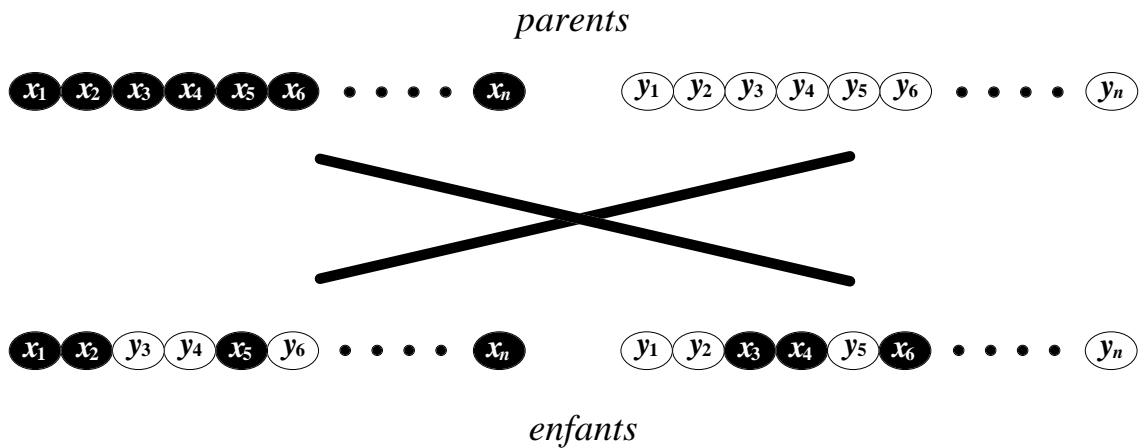 parents
x1 x2 x3 x4 x5 x6 • • • • xn y1 y2 y3 y4 y5 y6 • • • • yn
x1 x2 y3 y4 x5 y6 • • • • xn y1 y2 x3 x4 y5 x6 • • • • yn
enfants